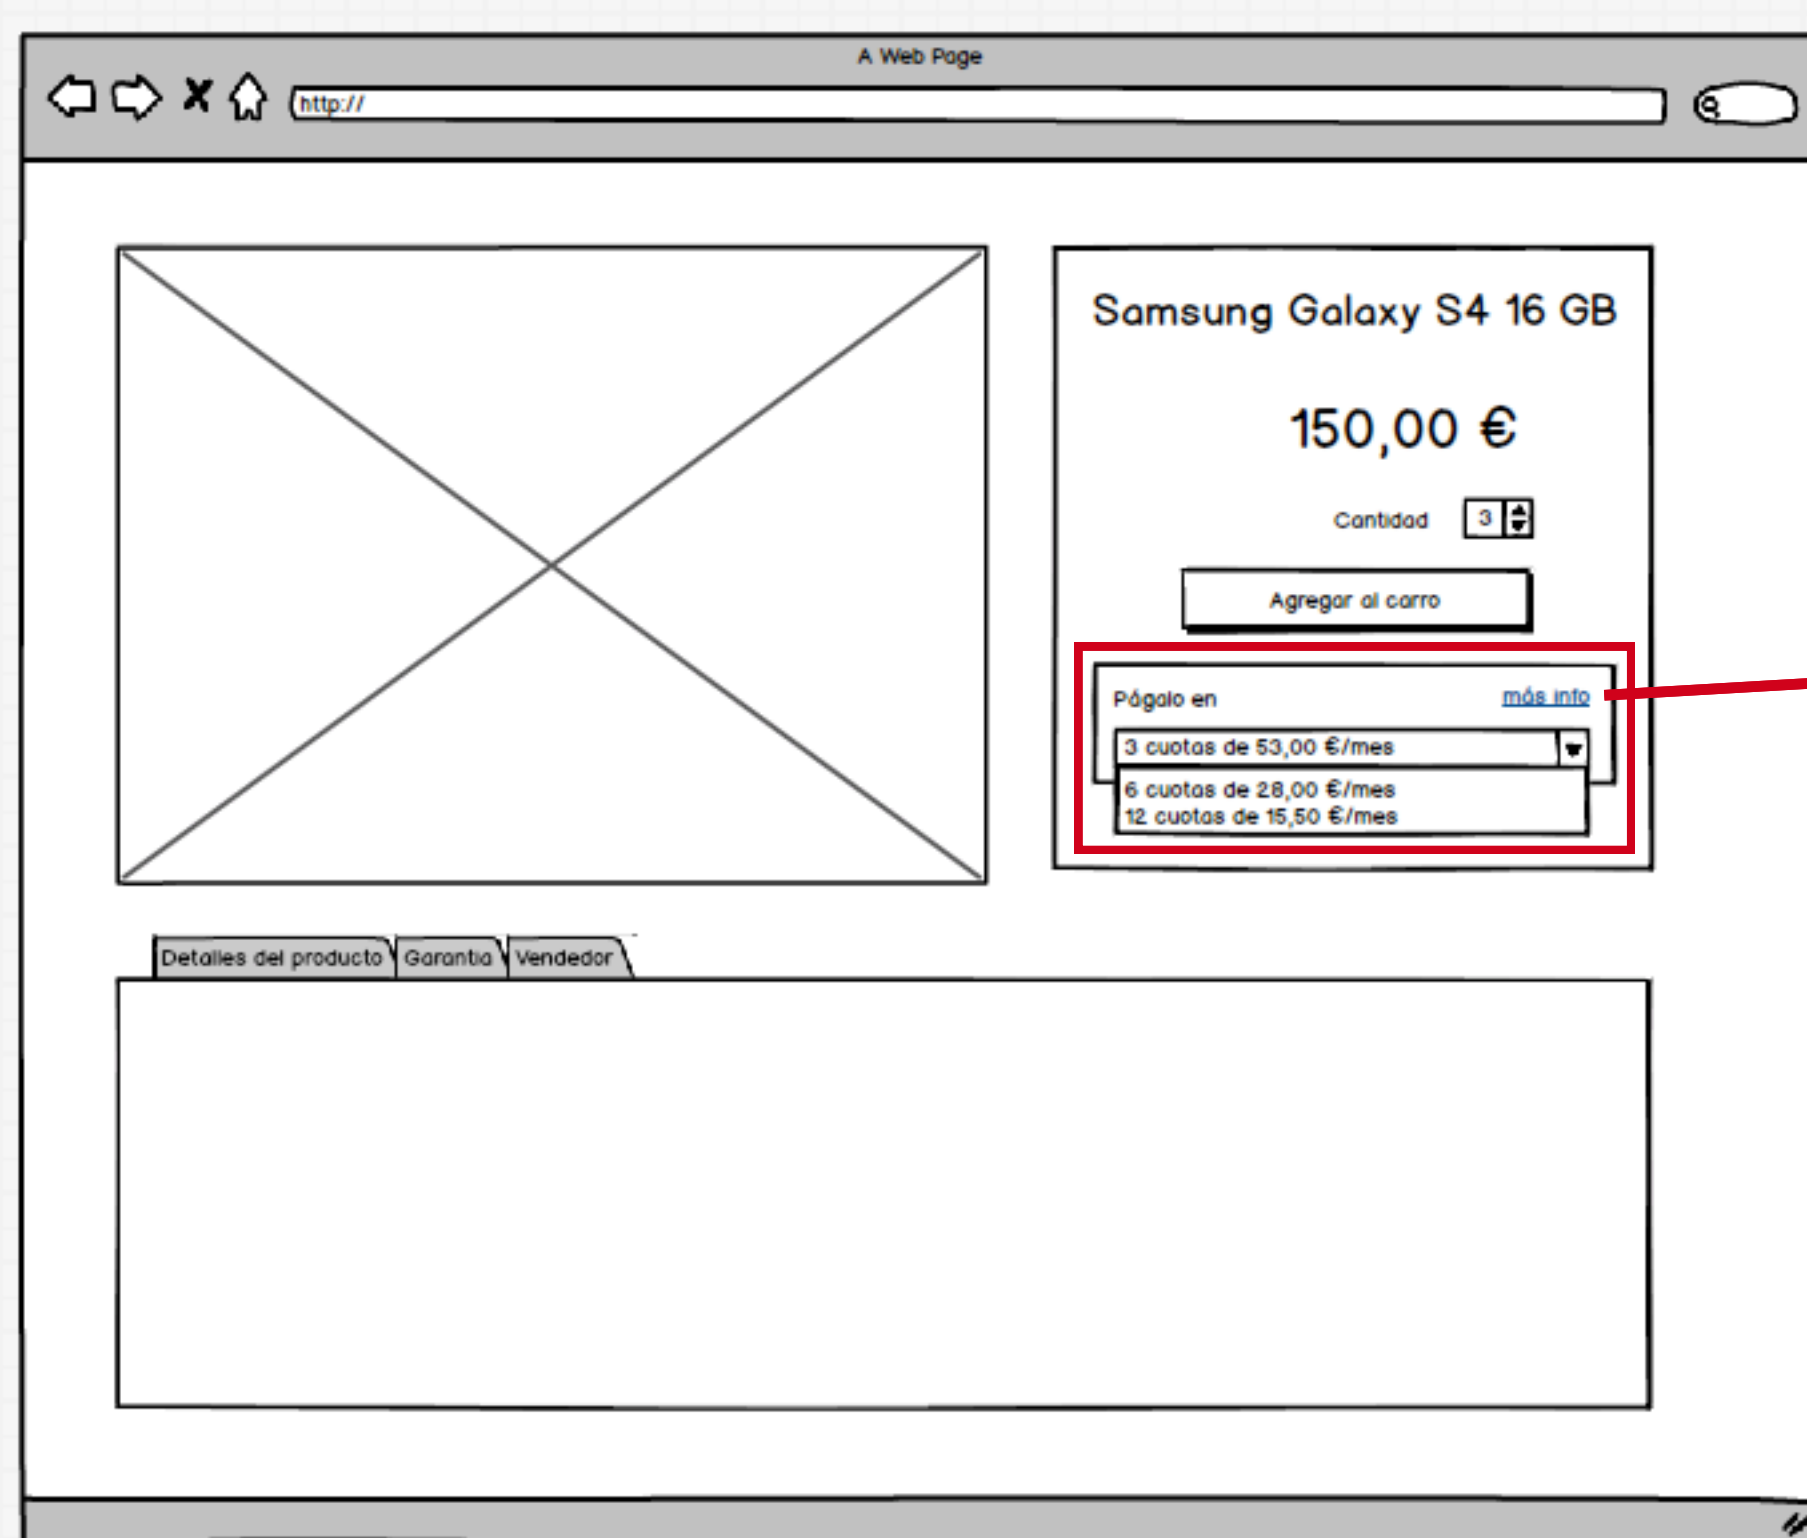 A Web Page
http://
Samsung Galaxy S4 16 GB
150,00 €
Cantidad 3
Agregar al carro
Págalo en más info
3 cuotas de 53,00 €/mes
6 cuotas de 28,00 €/mes
12 cuotas de 15,50 €/mes
Detalles del producto Garantia Vendedor